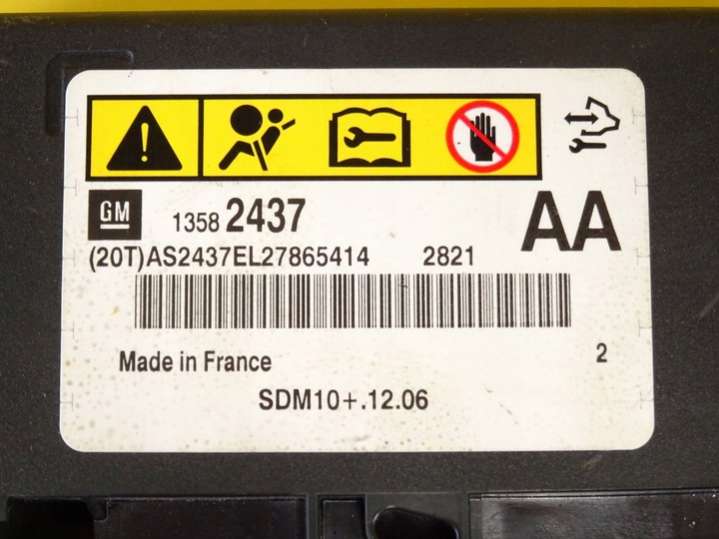 GM 1358 2437 AA
(20T)AS2437EL27865414 2821
Made in France 2
SDM10+.12.06